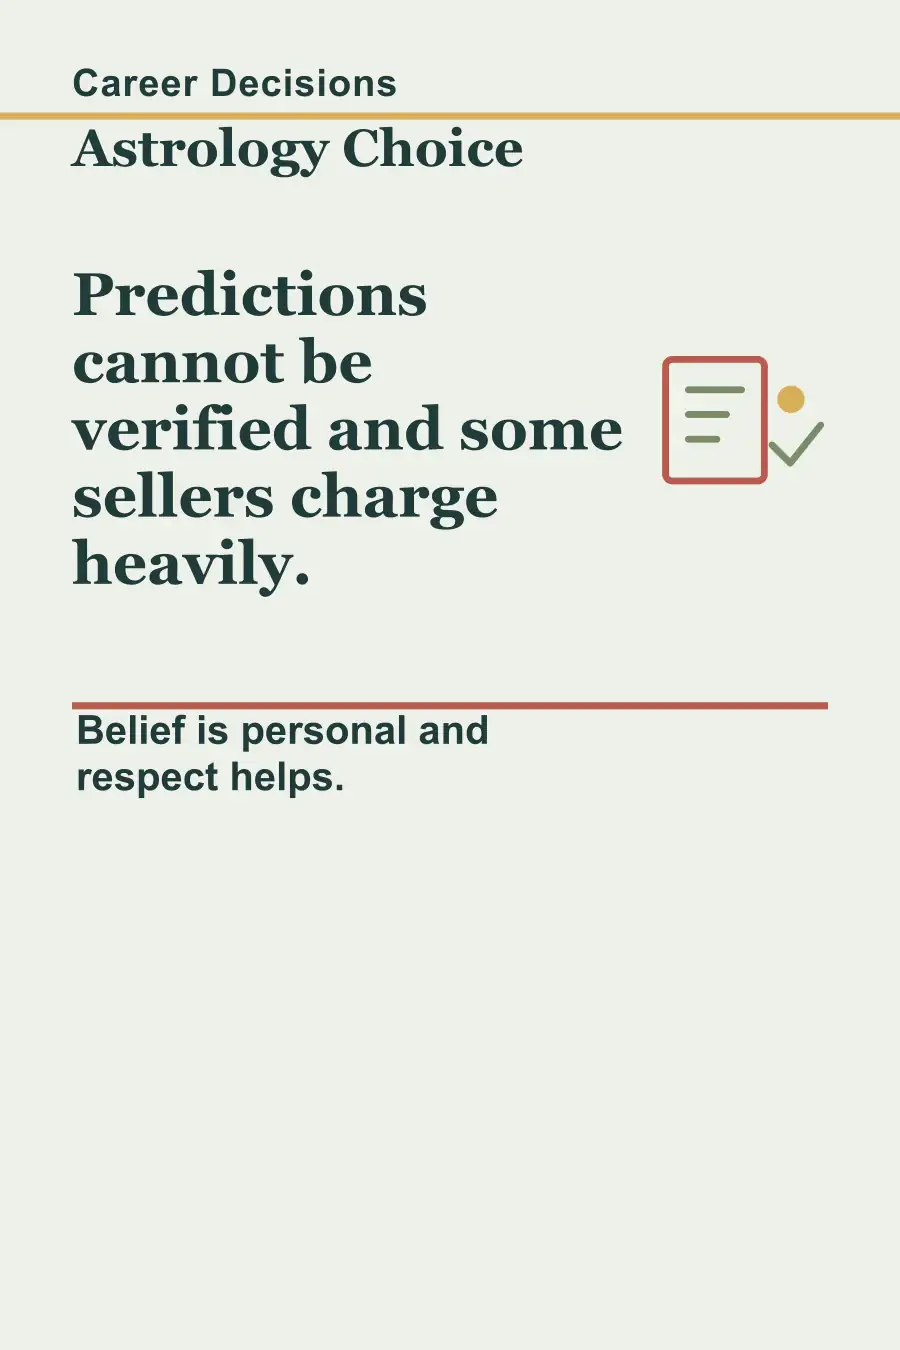 Career Decisions
Astrology Choice
Predictions
cannot be
verified and some
sellers charge
heavily.
Belief is personal and
respect helps.